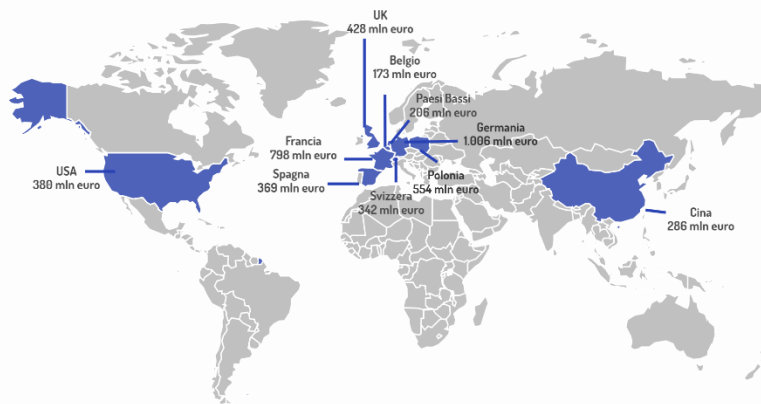 UK
428 mln euro
Belgio
173 mln euro
Paesi Bassi
206 mln euro
Germania
1.006 mln euro
Francia
798 mln euro
USA
380 mln euro
Spagna
369 mln euro
Polonia
554 mln euro
Svizzera
342 mln euro
Cina
286 mln euro